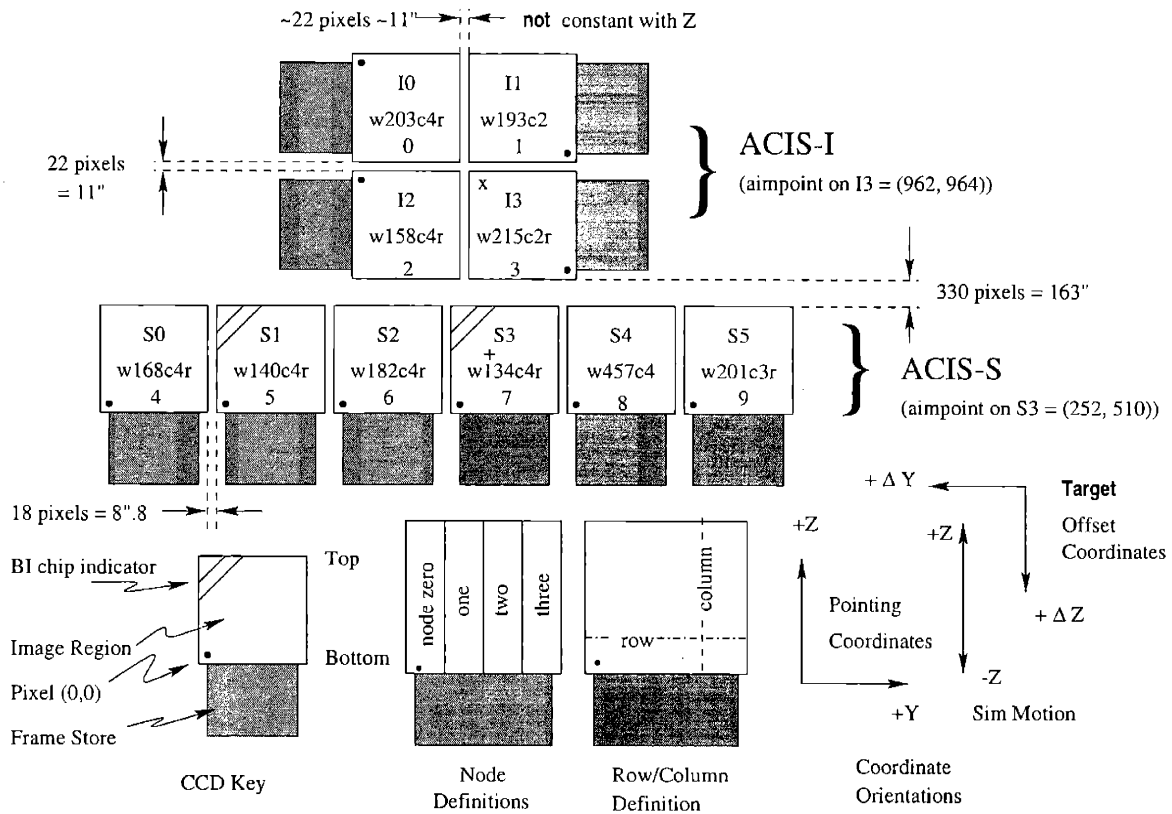 ~22 pixels ~11"
not constant with Z
I0
w203c4r
0
I1
w193c2
1
22 pixels
= 11"
I2
w158c4r
2
x
I3
w215c2r
3
ACIS-I
(aimpoint on I3 = (962, 964))
330 pixels = 163"
S0
w168c4r
4
S1
w140c4r
5
S2
w182c4r
6
S3
+
w134c4r
7
S4
w457c4
8
S5
w201c3r
9
ACIS-S
(aimpoint on S3 = (252, 510))
18 pixels = 8".8
BI chip indicator
Image Region
Pixel (0,0)
Frame Store
Top
Bottom
CCD Key
node zero
one
two
three
Node
Definitions
column
row
Row/Column
Definition
+ Δ Y
Target
Offset
Coordinates
+ Δ Z
+Z
Pointing
Coordinates
+Y
+Z
-Z
Sim Motion
Coordinate
Orientations